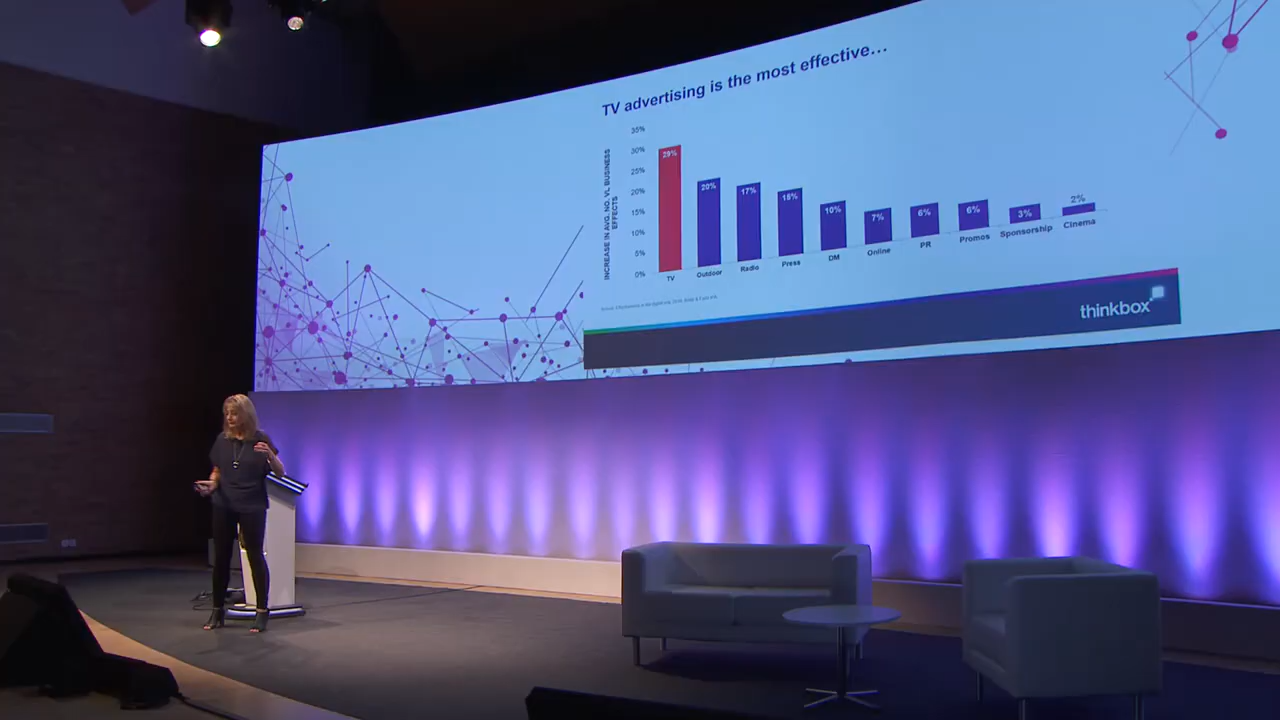 TV advertising is the most effective…
INCREASE IN AVG. NO. VL BUSINESS
EFFECTS
35%
30%
25%
20%
15%
10%
5%
0%
29%
20%
17%
15%
10%
7%
6%
6%
3%
2%
TV
Outdoor
Radio
Press
DM
Online
PR
Promos
Sponsorship
Cinema
thinkbox